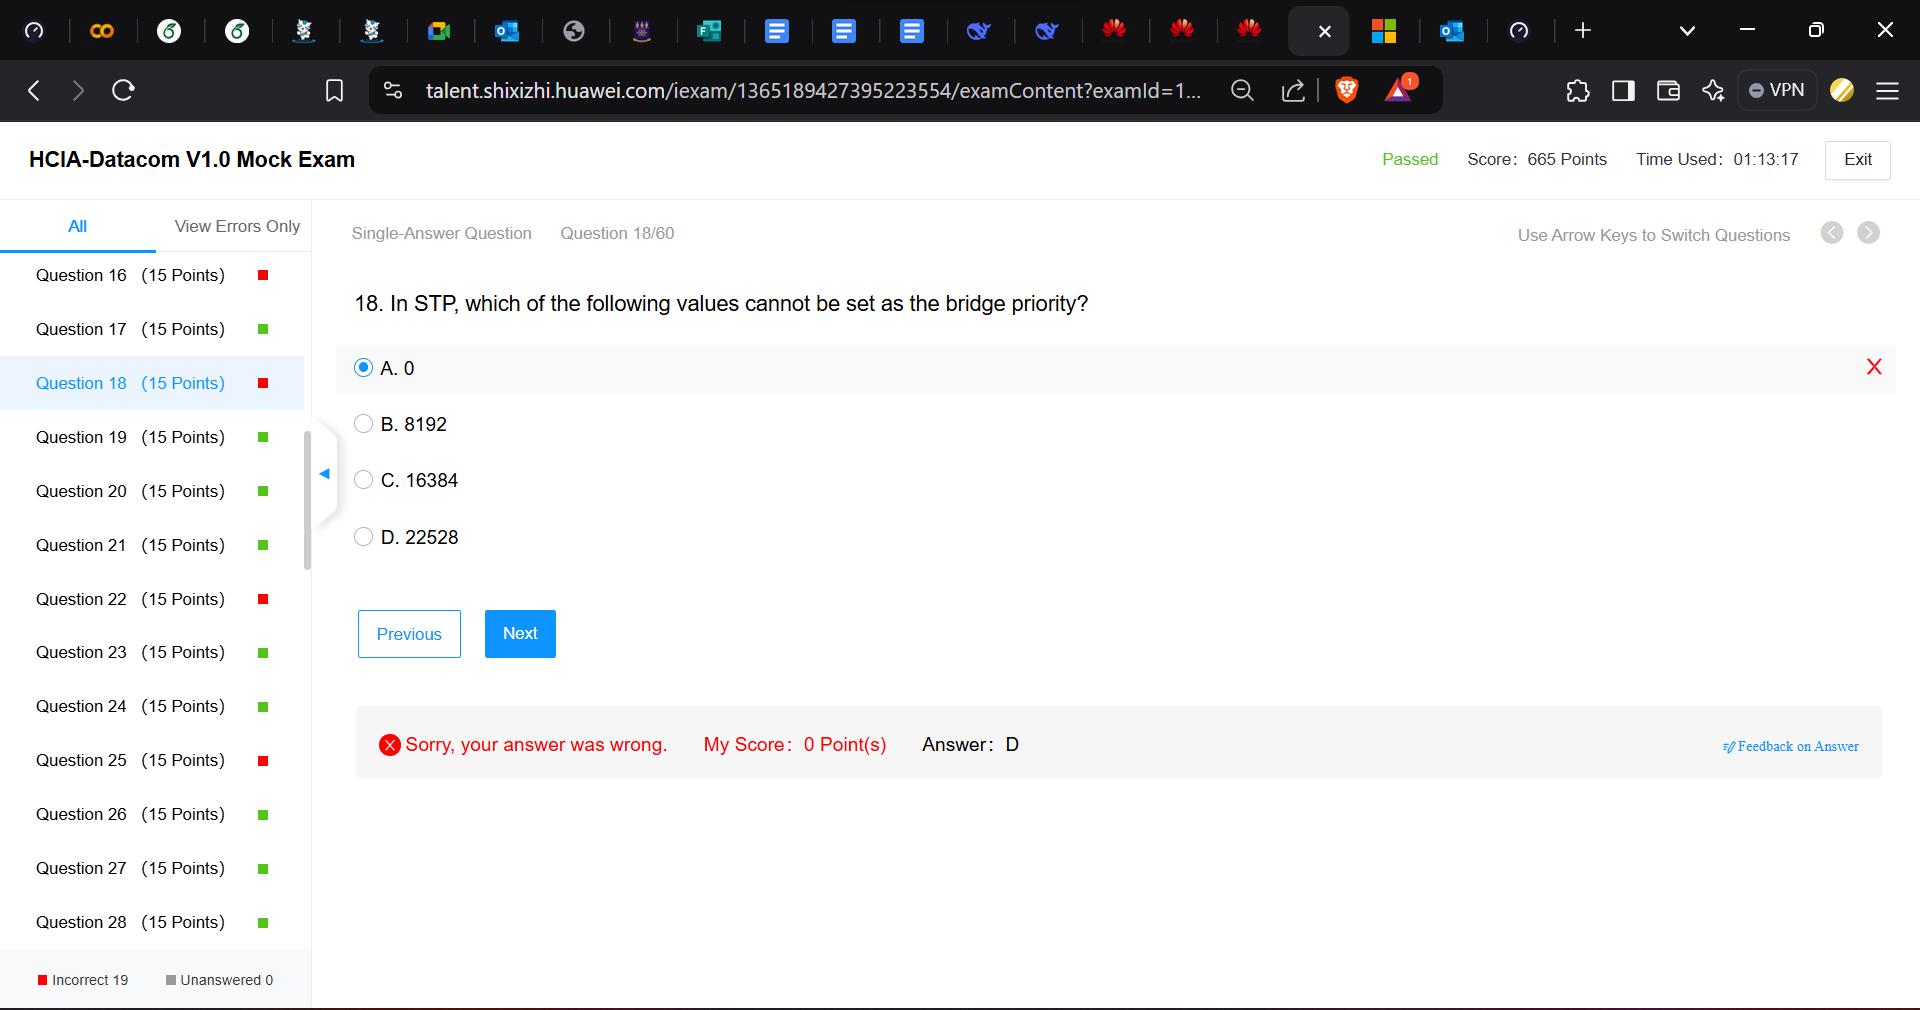 1
talent.shixizhi.huawei.com/iexam/1365189427395223554/examContent?examId=1...
VPN
HCIA-Datacom V1.0 Mock Exam
Passed
Score: 665 Points
Time Used: 01:13:17
Exit
All
View Errors Only
Single-Answer Question
Question 18/60
Use Arrow Keys to Switch Questions
Question 16 (15 Points)
Question 17 (15 Points)
Question 18 (15 Points)
Question 19 (15 Points)
Question 20 (15 Points)
Question 21 (15 Points)
Question 22 (15 Points)
Question 23 (15 Points)
Question 24 (15 Points)
Question 25 (15 Points)
Question 26 (15 Points)
Question 27 (15 Points)
Question 28 (15 Points)
Incorrect 19
Unanswered 0
18. In STP, which of the following values cannot be set as the bridge priority?
A. 0
B. 8192
C. 16384
D. 22528
Previous
Next
Sorry, your answer was wrong.
My Score: 0 Point(s)
Answer: D
Feedback on Answer